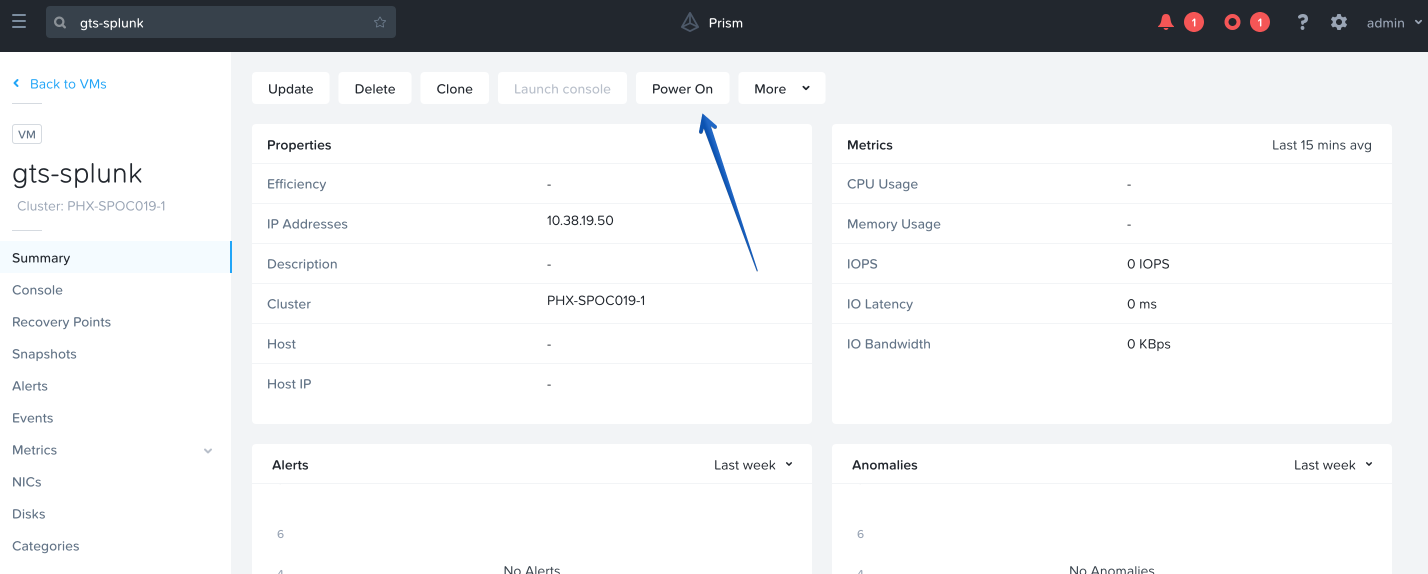 gts-splunk
Prism
1
1
?
admin
Back to VMs
VM
gts-splunk
Cluster: PHX-SPOC019-1
Summary
Console
Recovery Points
Snapshots
Alerts
Events
Metrics
NICs
Disks
Categories
Update Delete Clone Launch console Power On More
Properties
Efficiency -
IP Addresses 10.38.19.50
Description -
Cluster PHX-SPOC019-1
Host -
Host IP -
Metrics Last 15 mins avg
CPU Usage -
Memory Usage -
IOPS 0 IOPS
IO Latency 0 ms
IO Bandwidth 0 KBps
Alerts Last week
6
4
No Alerts
Anomalies Last week
6
4
No Anomalies